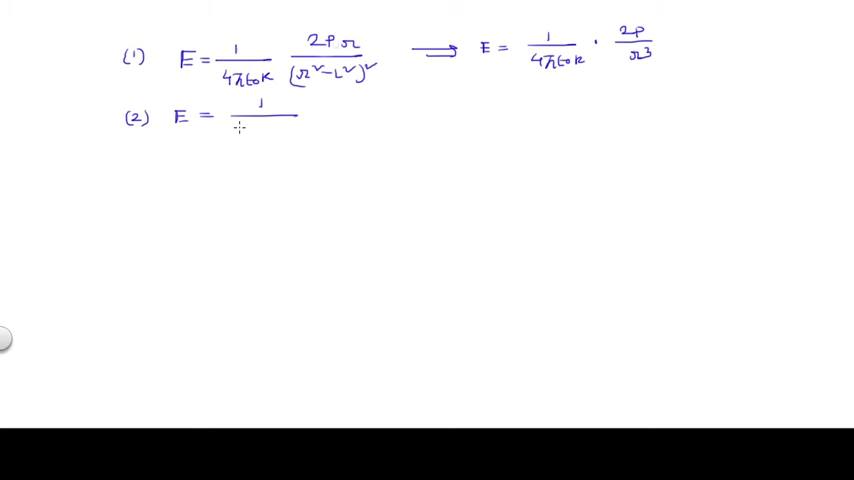 (1) E = 1/(4πε0K) 2Pr/(r²-L²)² → E = 1/(4πε0K) · 2P/r³
(2) E = 1/